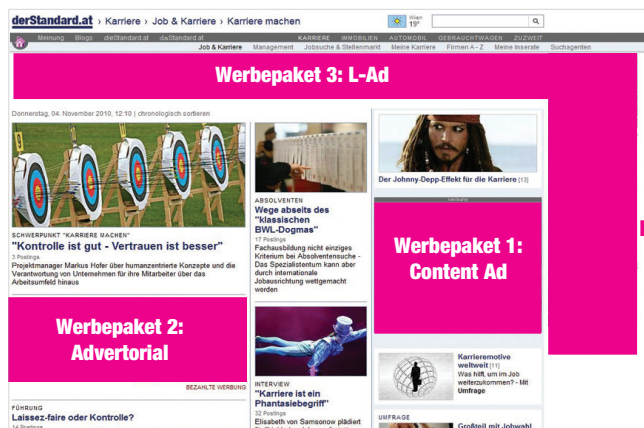 derStandard.at › Karriere › Job & Karriere › Karriere machen
Wien
19°
Meinung Blogs dieStandard.at daStandard.at KARRIERE IMMOBILIEN AUTOMOBIL GEBRAUCHTWAGEN ZUZWEIT
Job & Karriere Management Jobsuche & Stellenmarkt Meine Karriere Firmen A - Z Meine Inserate Suchagenten
Werbepaket 3: L-Ad
Donnerstag, 04. November 2010, 12:10 | chronologisch sortieren
SCHWERPUNKT "KARRIERE MACHEN"
"Kontrolle ist gut - Vertrauen ist besser"
3 Postings
Projektmanager Markus Hofer über humanzentrierte Konzepte und die
Verantwortung von Unternehmen für ihre Mitarbeiter über das
Arbeitsumfeld hinaus
Werbepaket 2:
Advertorial
BEZAHLTE WERBUNG
FÜHRUNG
Laissez-faire oder Kontrolle?
14 Postings
ABSOLVENTEN
Wege abseits des
"klassischen
BWL-Dogmas"
17 Postings
Fachausbildung nicht einziges
Kriterium bei Absolventensuche -
Das Spezialistentum kann aber
durch internationale
Jobausrichtung wettgemacht
werden
INTERVIEW
"Karriere ist ein
Phantasiebegriff"
32 Postings
Elisabeth von Samsonow plädiert
Der Johnny-Depp-Effekt für die Karriere [13]
werbung
Werbepaket 1:
Content Ad
Karrieremotive
weltweit [11]
Was hilft, um im Job
weiterzukommen? - Mit
Umfrage
UMFRAGE
Großteil mit Jobwahl